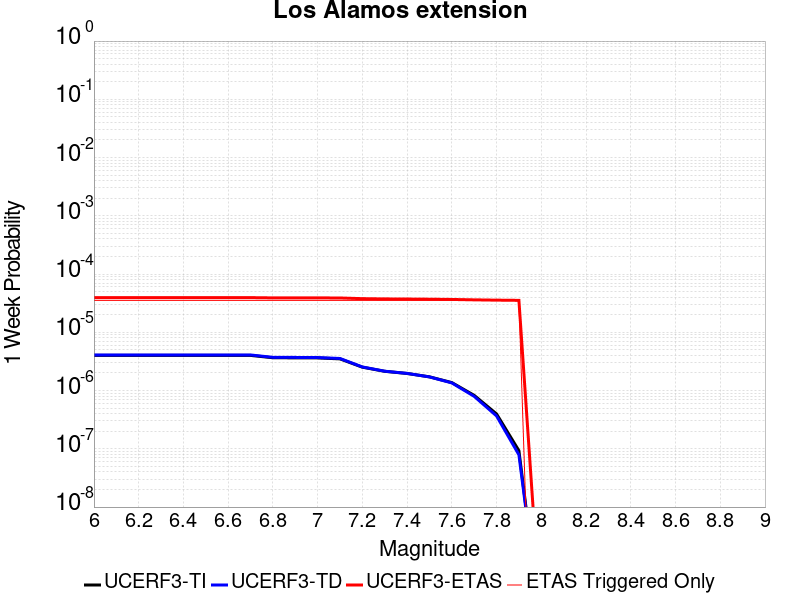 Los Alamos extension
10^0
10^-1
10^-2
10^-3
10^-4
10^-5
10^-6
10^-7
10^-8
1 Week Probability
6 6.2 6.4 6.6 6.8 7 7.2 7.4 7.6 7.8 8 8.2 8.4 8.6 8.8 9
Magnitude
UCERF3-TI UCERF3-TD UCERF3-ETAS ETAS Triggered Only